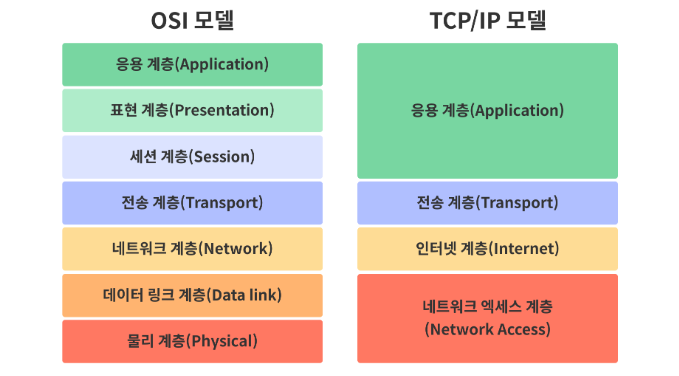 OSI 모델
응용 계층(Application)
표현 계층(Presentation)
세션 계층(Session)
전송 계층(Transport)
네트워크 계층(Network)
데이터 링크 계층(Data link)
물리 계층(Physical)
TCP/IP 모델
응용 계층(Application)
전송 계층(Transport)
인터넷 계층(Internet)
네트워크 엑세스 계층
(Network Access)